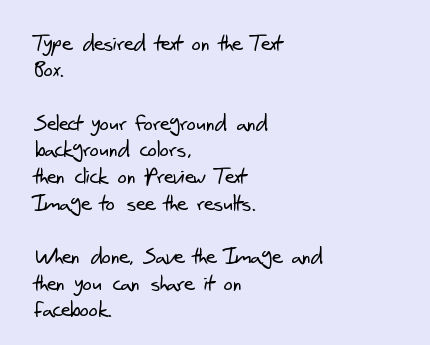 Type desired text on the Text
Box.

Select your foreground and
background colors,
then click on Preview Text
Image to see the results.

When done, Save the Image and
then you can share it on
facebook.